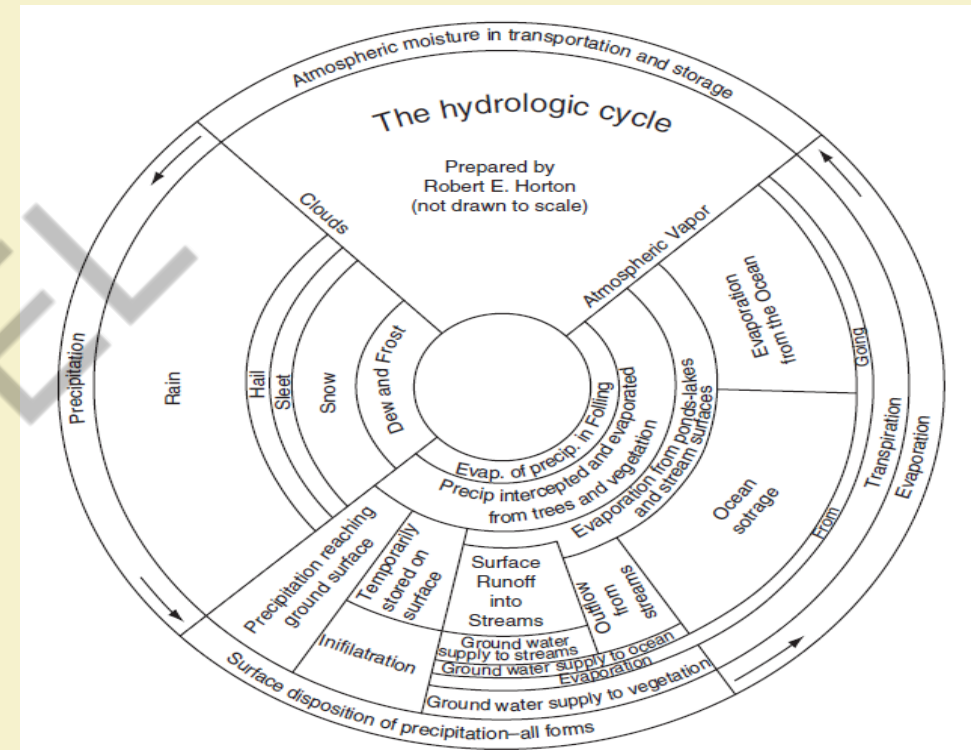 Atmospheric moisture in transportation and storage
The hydrologic cycle
Prepared by
Robert E. Horton
(not drawn to scale)
Clouds
Atmospheric Vapor
Precipitation
Rain
Hail
Sleet
Snow
Dew and Frost
Evap. of precip. in Folling
Precip intercepted and evaporated
from trees and vegetation
Evaporation from ponds-lakes
and stream surfaces
Evaporation
from the Ocean
Going
Transpiration
Evaporation
Ocean
sotrage
From
Precipitation reaching
ground surface
Temporarily
stored on
surface
Surface
Runoff
into
Streams
Outflow
from
streams
Inifilatration
Ground water
supply to streams
Ground water supply to ocean
Evaporation
Ground water supply to vegetation
Surface disposition of precipitation–all forms
EL